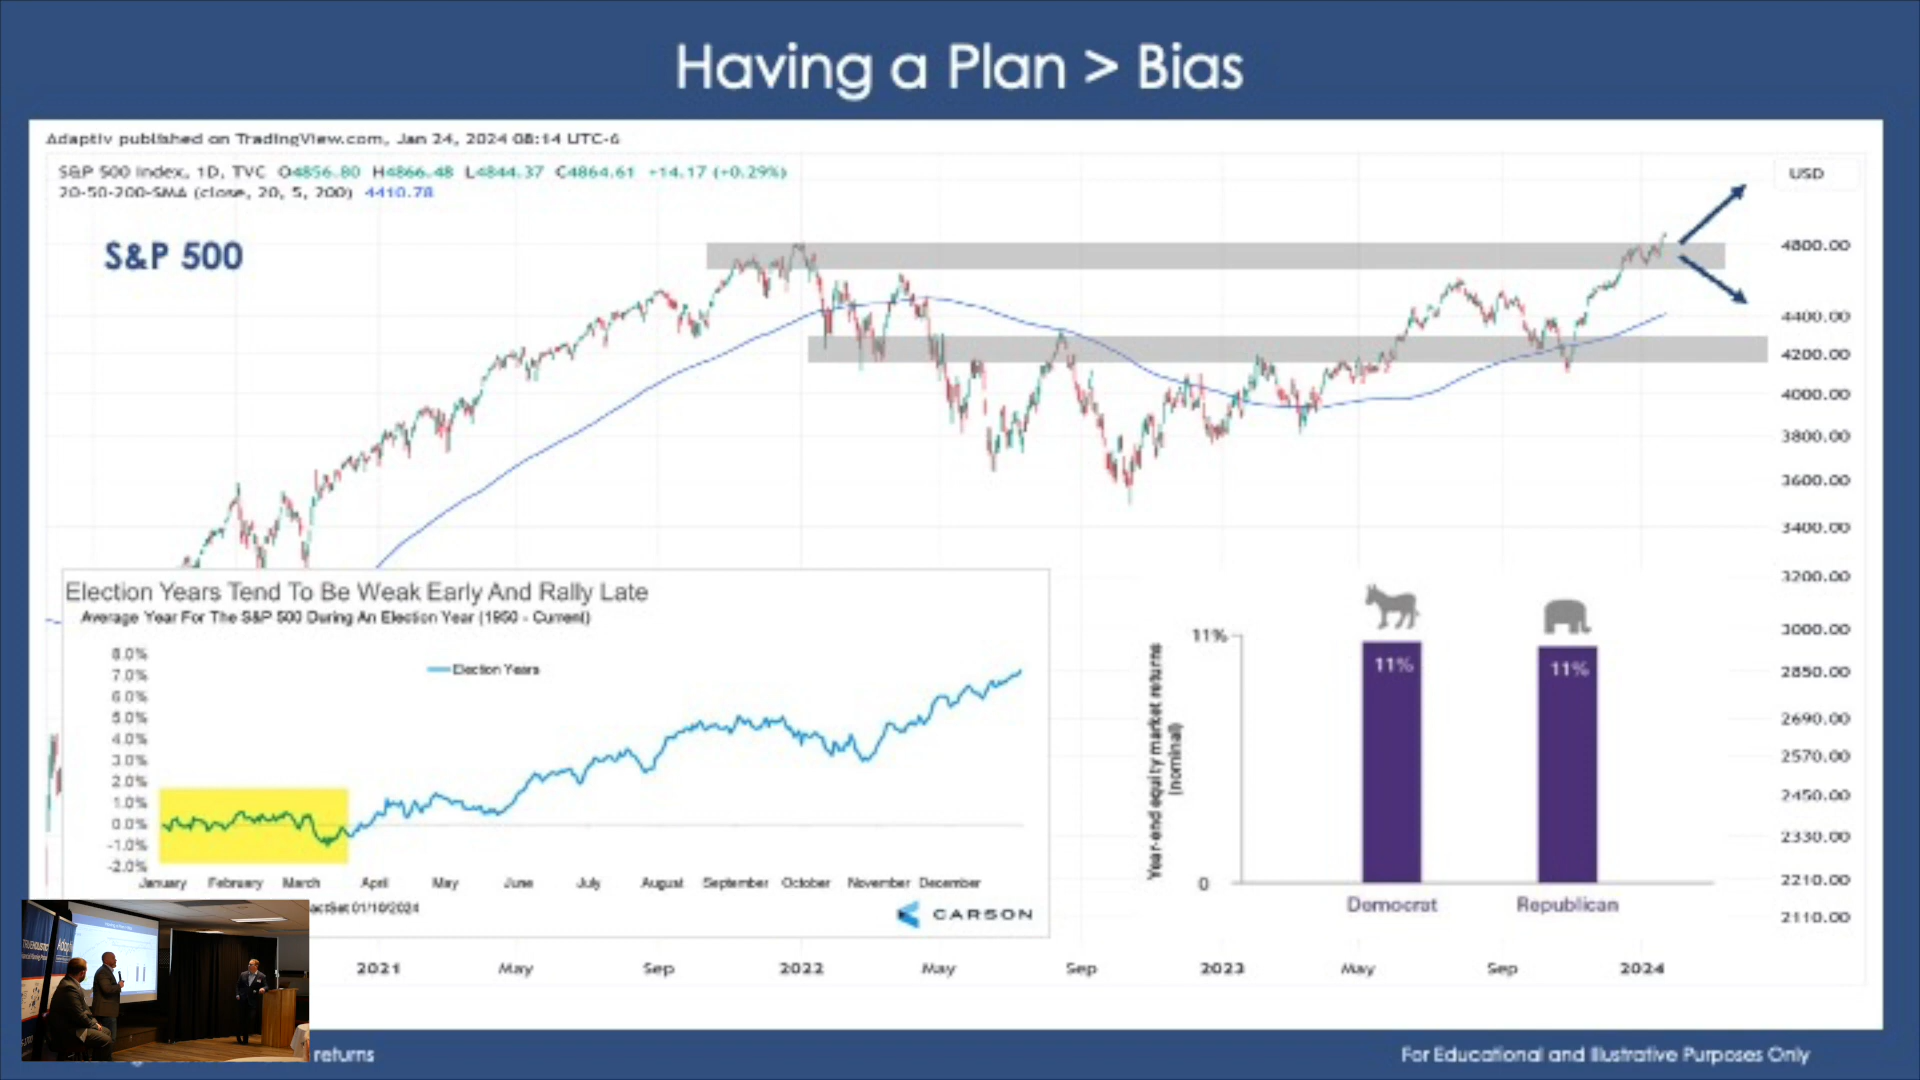 Having a Plan > Bias
Adaptiv published on TradingView.com, Jan 24, 2024 08:14 UTC-6
S&P 500 Index, 1D, TVC O4856.80 H4866.48 L4844.37 C4864.61 +14.17 (+0.29%)
20-50-200-SMA (close, 20, 5, 200) 4410.78
USD
S&P 500
4800.00
4400.00
4200.00
4000.00
3800.00
3600.00
3400.00
3200.00
3000.00
2850.00
2690.00
2570.00
2450.00
2330.00
2210.00
2110.00
Election Years Tend To Be Weak Early And Rally Late
Average Year For The S&P 500 During An Election Year (1950 - Current)
Election Years
8.0%
7.0%
6.0%
5.0%
4.0%
3.0%
2.0%
1.0%
0.0%
-1.0%
-2.0%
January February March April May June July August September October November December
actSet 01/10/2024
CARSON
Year-end equity market returns
(nominal)
11%
0
11%
11%
Democrat
Republican
2021 May Sep 2022 May Sep 2023 May Sep 2024
returns
For Educational and Illustrative Purposes Only